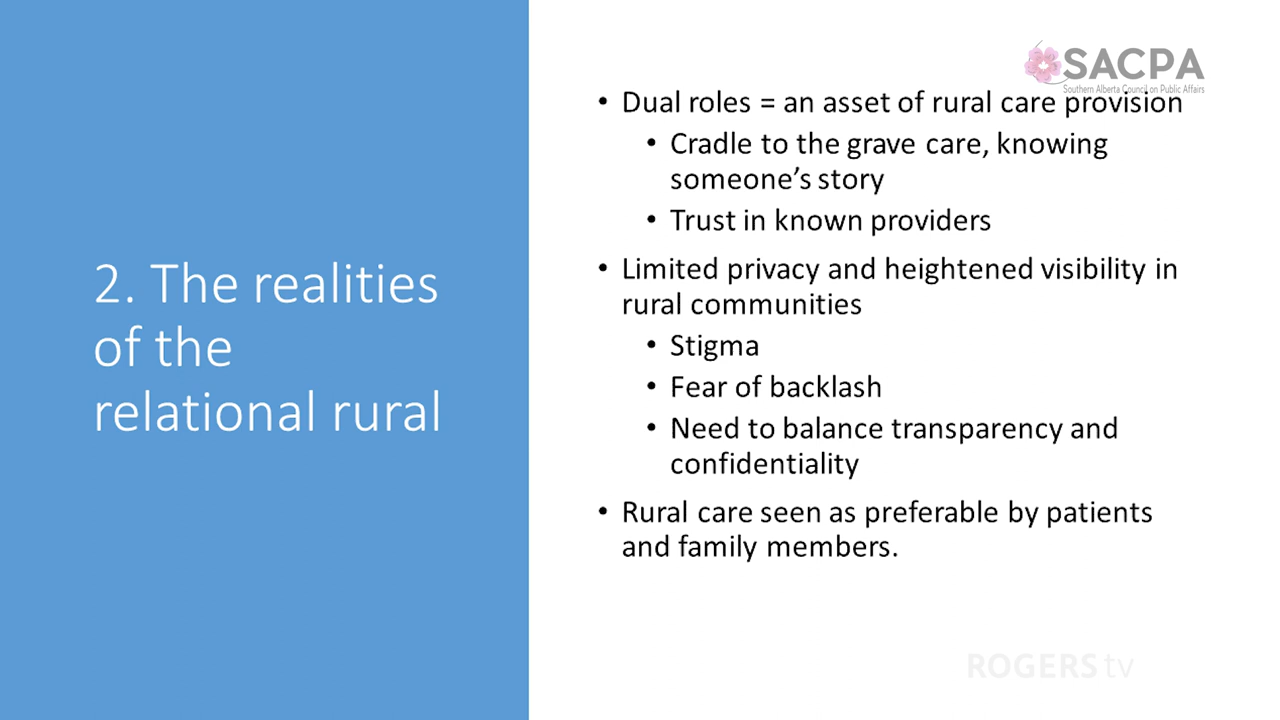 2. The realities
of the
relational rural
SACPA
Southern Alberta Council on Public Affairs
• Dual roles = an asset of rural care provision
• Cradle to the grave care, knowing
someone’s story
• Trust in known providers
• Limited privacy and heightened visibility in
rural communities
• Stigma
• Fear of backlash
• Need to balance transparency and
confidentiality
• Rural care seen as preferable by patients
and family members.
ROGERS tv